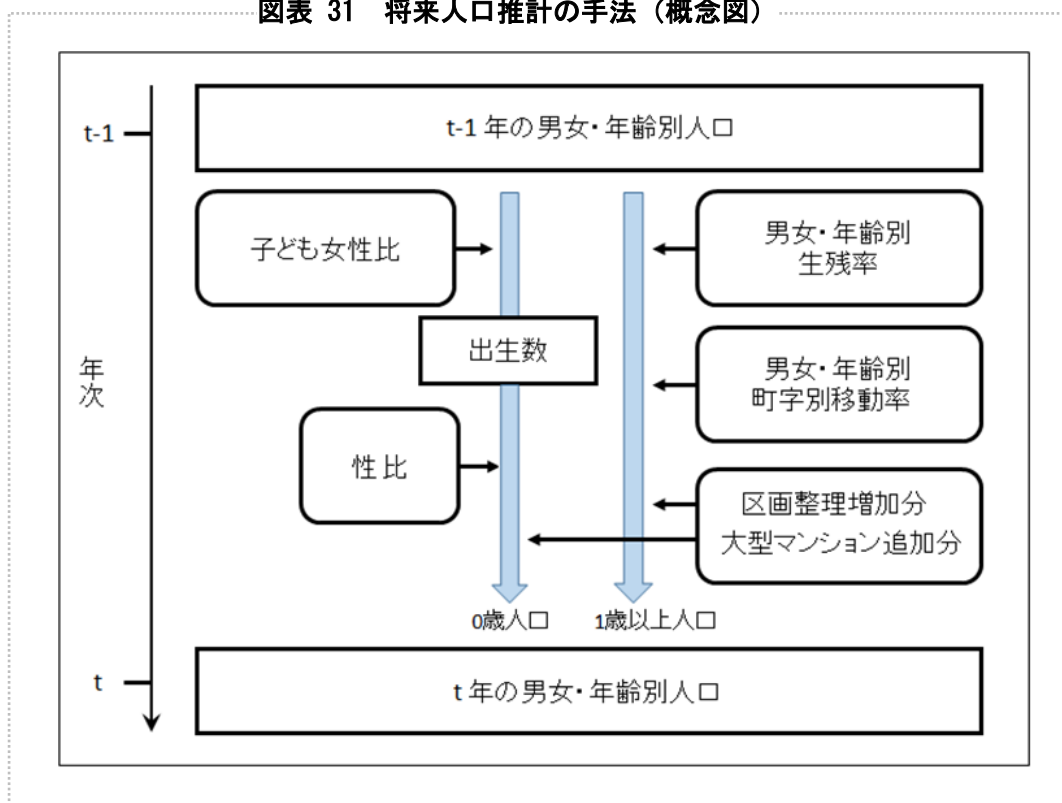 図表 31 将来人口推計の手法（概念図）
t-1
t-1 年の男女・年齢別人口
子ども女性比
男女・年齢別
生残率
出生数
年次
男女・年齢別
町字別移動率
性比
区画整理増加分
大型マンション追加分
0歳人口
1歳以上人口
t
t 年の男女・年齢別人口